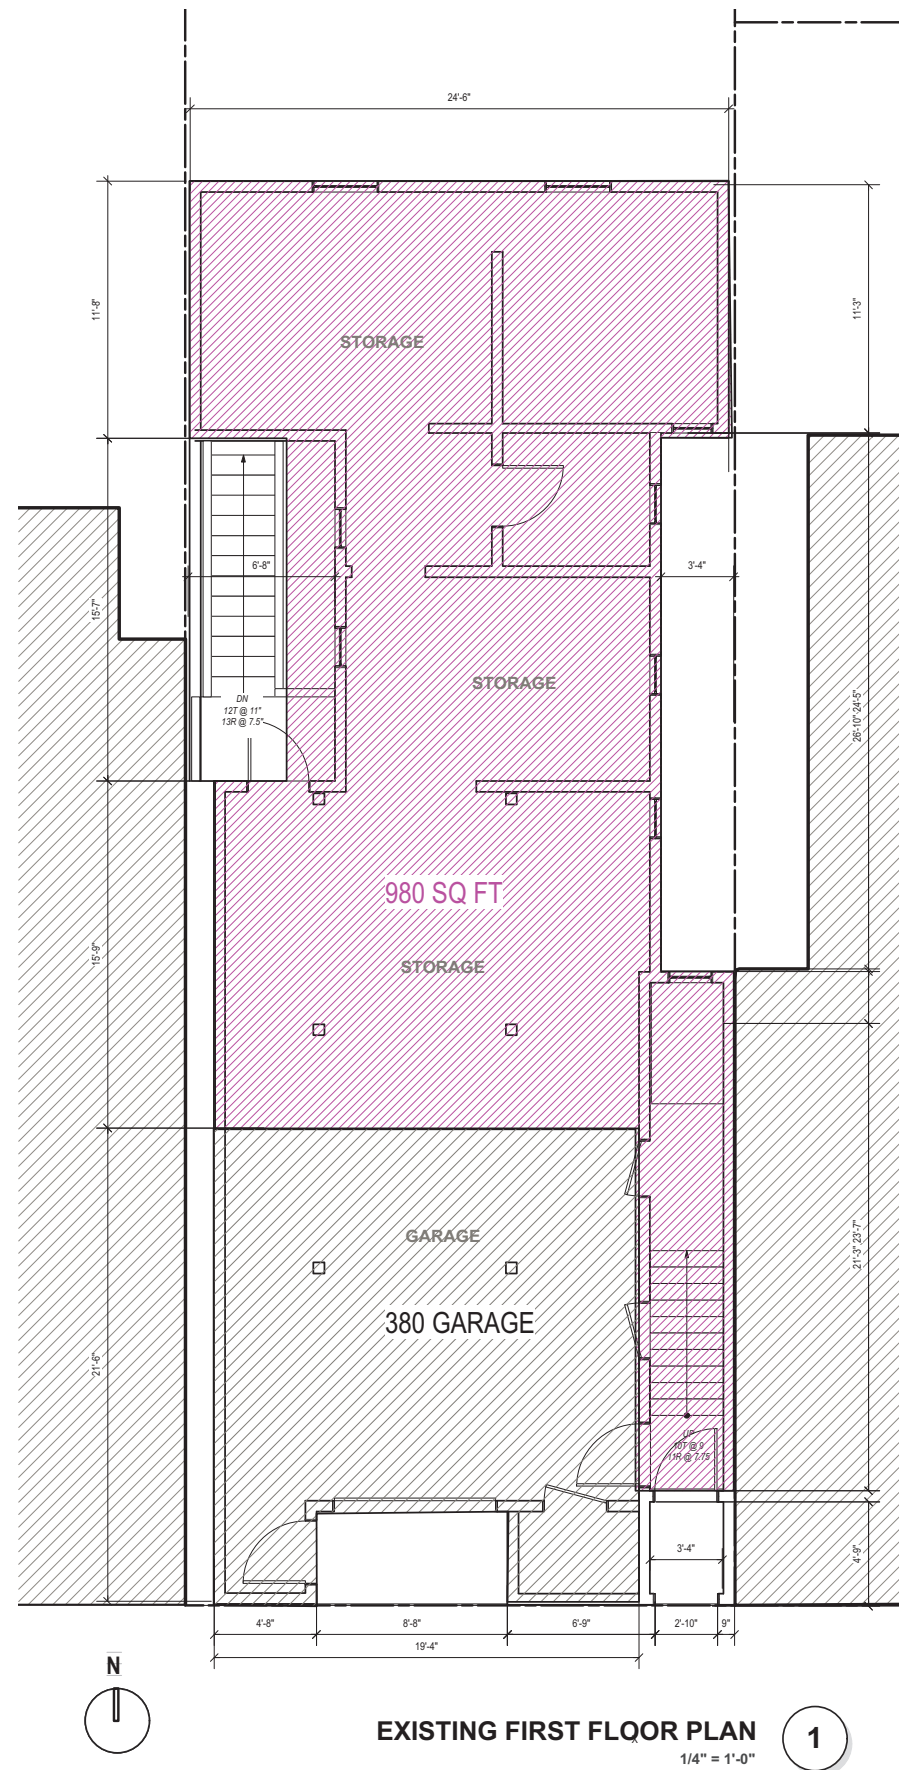 24'-6"
11'-8"
11'-3"
STORAGE
6'-8"
3'-4"
15'-7"
STORAGE
DN
12T @ 11"
13R @ 7.5"
26'-10" 24'-5"
980 SQ FT
15'-9"
STORAGE
GARAGE
21'-3" 23'-7"
380 GARAGE
21'-6"
UP
10T @ 9
11R @ 7.75
3'-4"
4'-9"
4'-8"
8'-8"
6'-9"
2'-10"
9"
19'-4"
N
EXISTING FIRST FLOOR PLAN
x
1
1/4" = 1'-0"